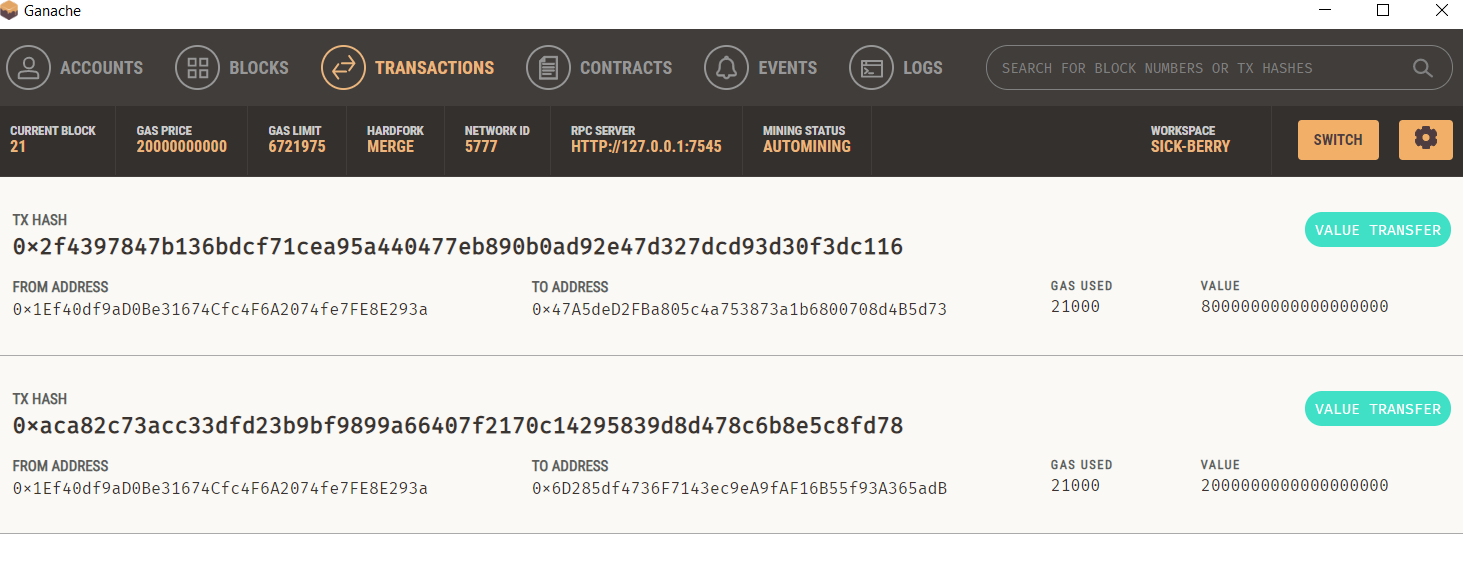 Ganache
ACCOUNTS BLOCKS TRANSACTIONS CONTRACTS EVENTS LOGS SEARCH FOR BLOCK NUMBERS OR TX HASHES
CURRENT BLOCK GAS PRICE GAS LIMIT HARDFORK NETWORK ID RPC SERVER MINING STATUS WORKSPACE
21 20000000000 6721975 MERGE 5777 HTTP://127.0.0.1:7545 AUTOMINING SICK-BERRY SWITCH
TX HASH
0×2f4397847b136bdcf71cea95a440477eb890b0ad92e47d327dcd93d30f3dc116 VALUE TRANSFER
FROM ADDRESS TO ADDRESS GAS USED VALUE
0×1Ef40df9aD0Be31674Cfc4F6A2074fe7FE8E293a 0×47A5deD2FBa805c4a753873a1b6800708d4B5d73 21000 8000000000000000000
TX HASH
0×aca82c73acc33dfd23b9bf9899a66407f2170c14295839d8d478c6b8e5c8fd78 VALUE TRANSFER
FROM ADDRESS TO ADDRESS GAS USED VALUE
0×1Ef40df9aD0Be31674Cfc4F6A2074fe7FE8E293a 0×6D285df4736F7143ec9eA9fAF16B55f93A365adB 21000 2000000000000000000